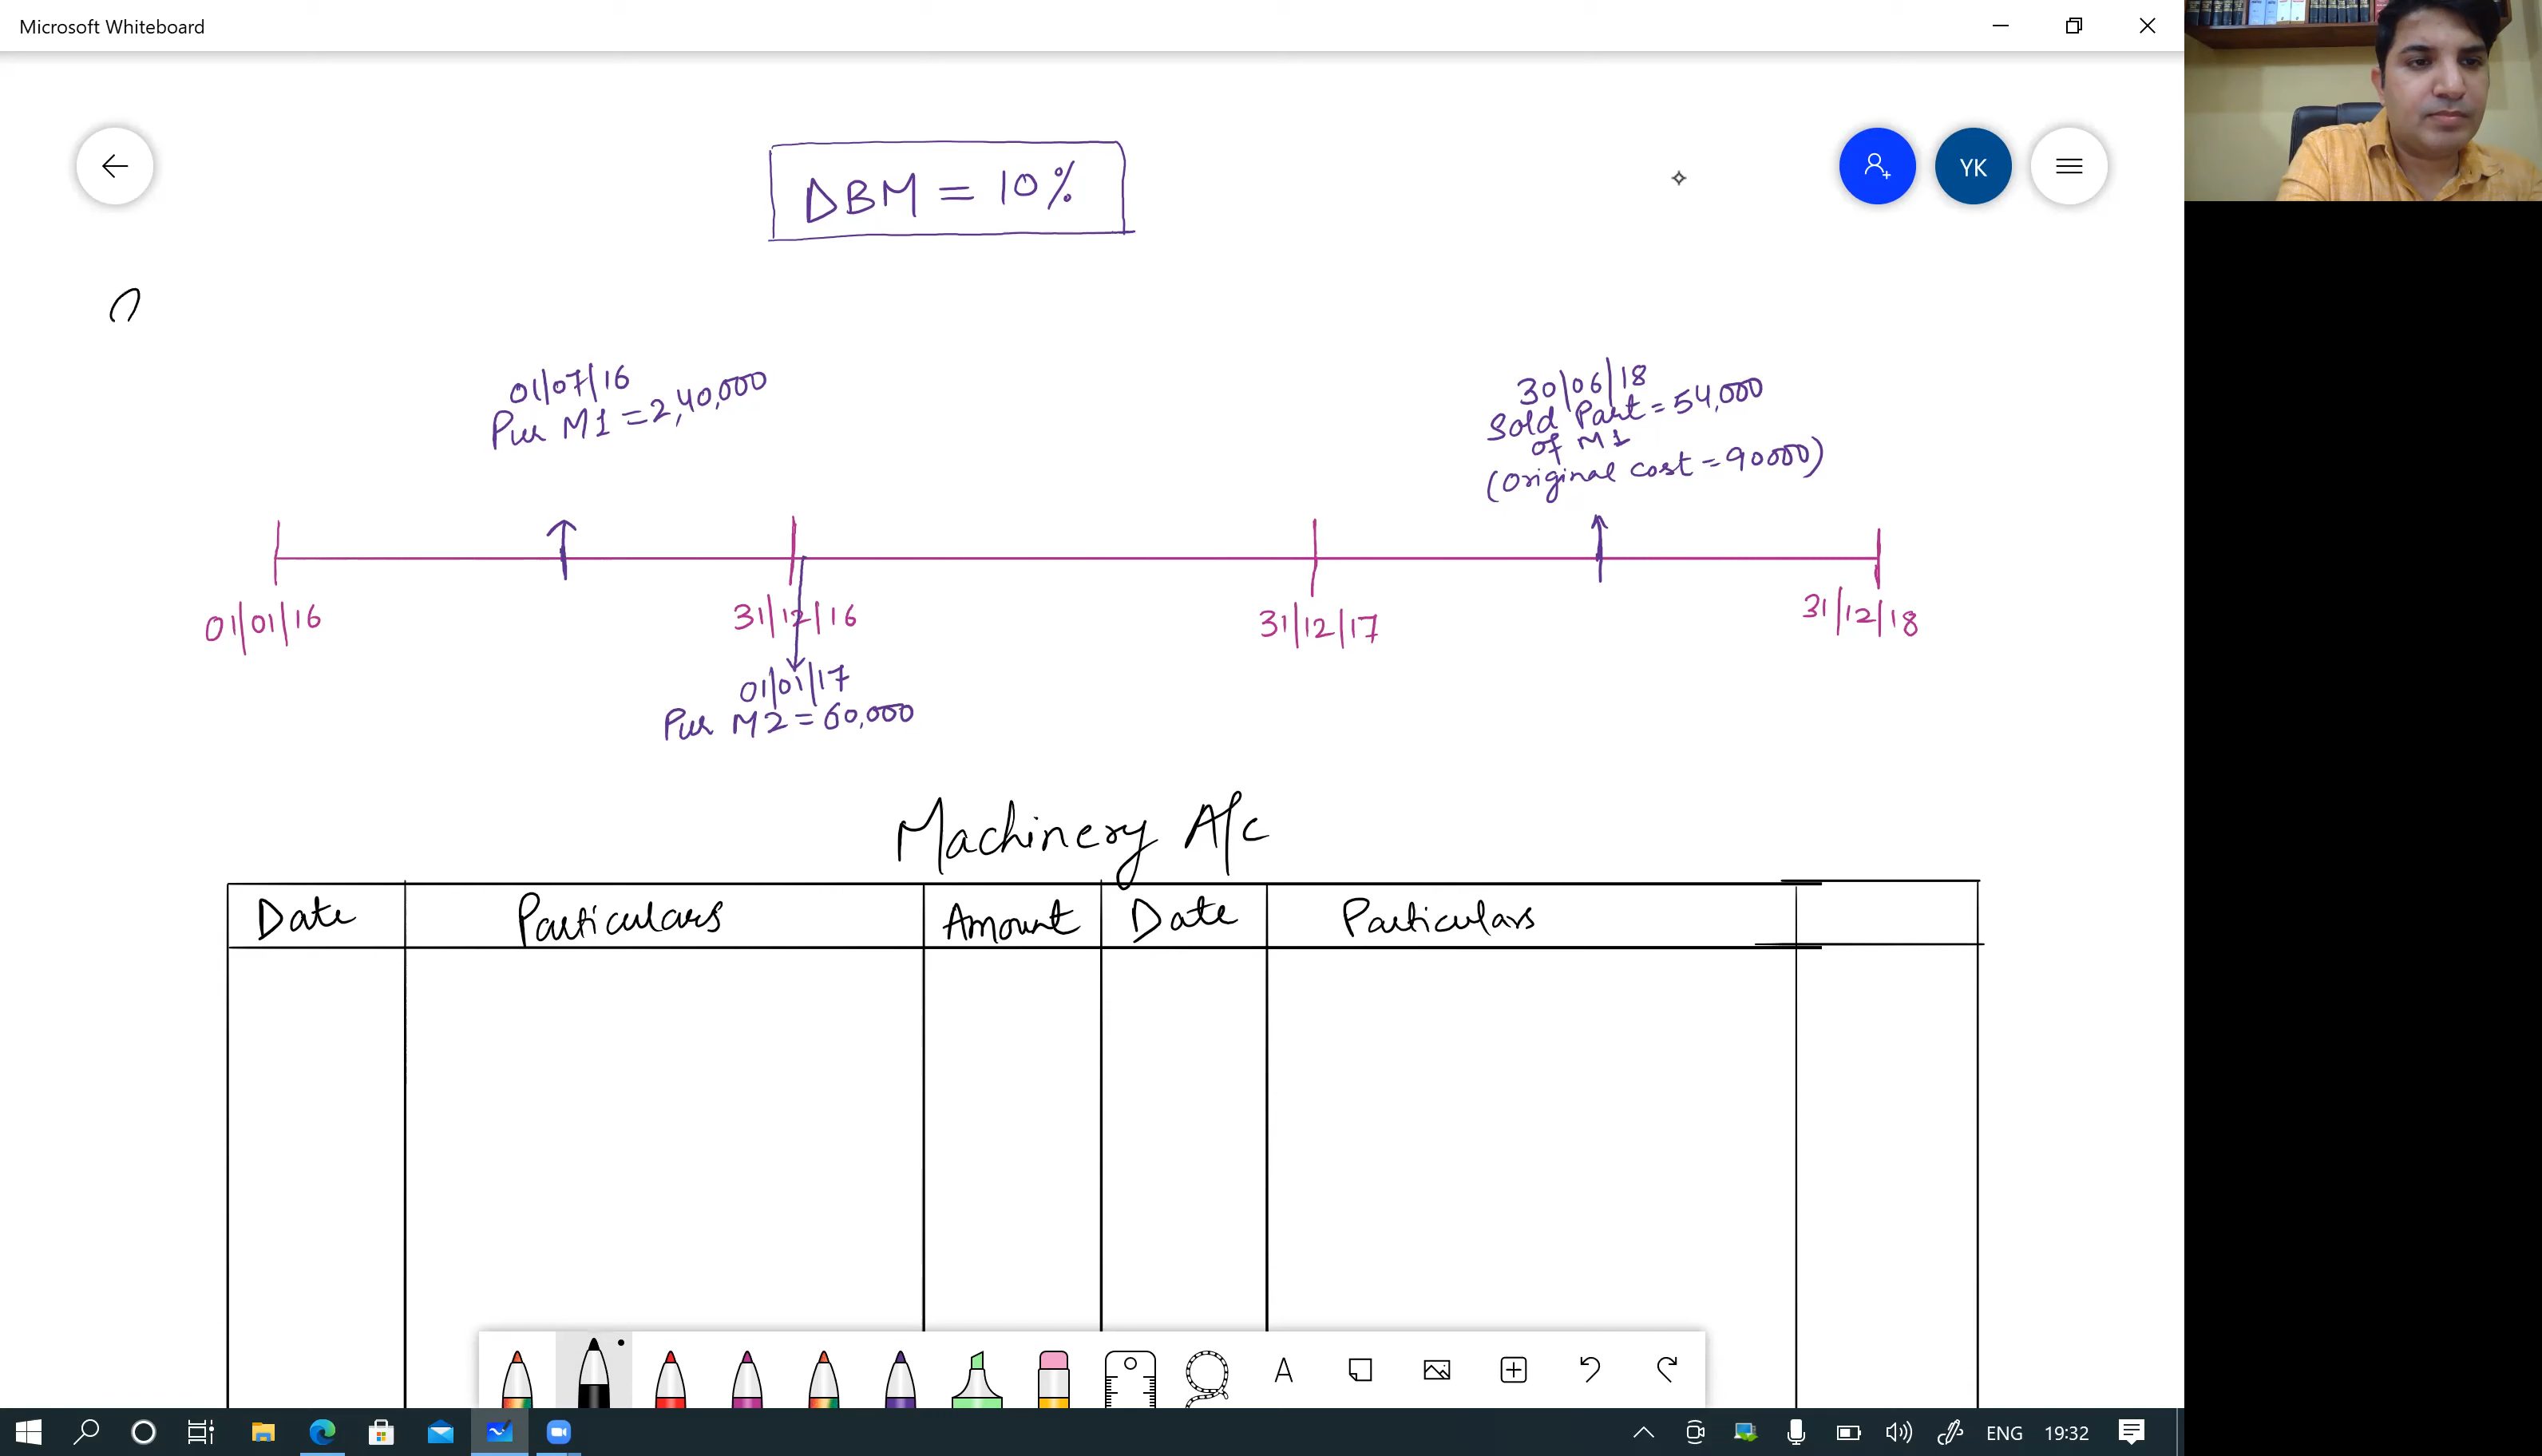 Microsoft Whiteboard
YK
DBM = 10%
01/07/16
Pur M1 = 2,40,000
30/06/18
Sold Part = 54,000
of M1
(Original cost = 90000)
01/01/16
31/12/16
31/12/17
31/12/18
01/01/17
Pur M2 = 60,000
Machinery A/c
Date Particulars Amount Date Particulars
A
ENG 19:32